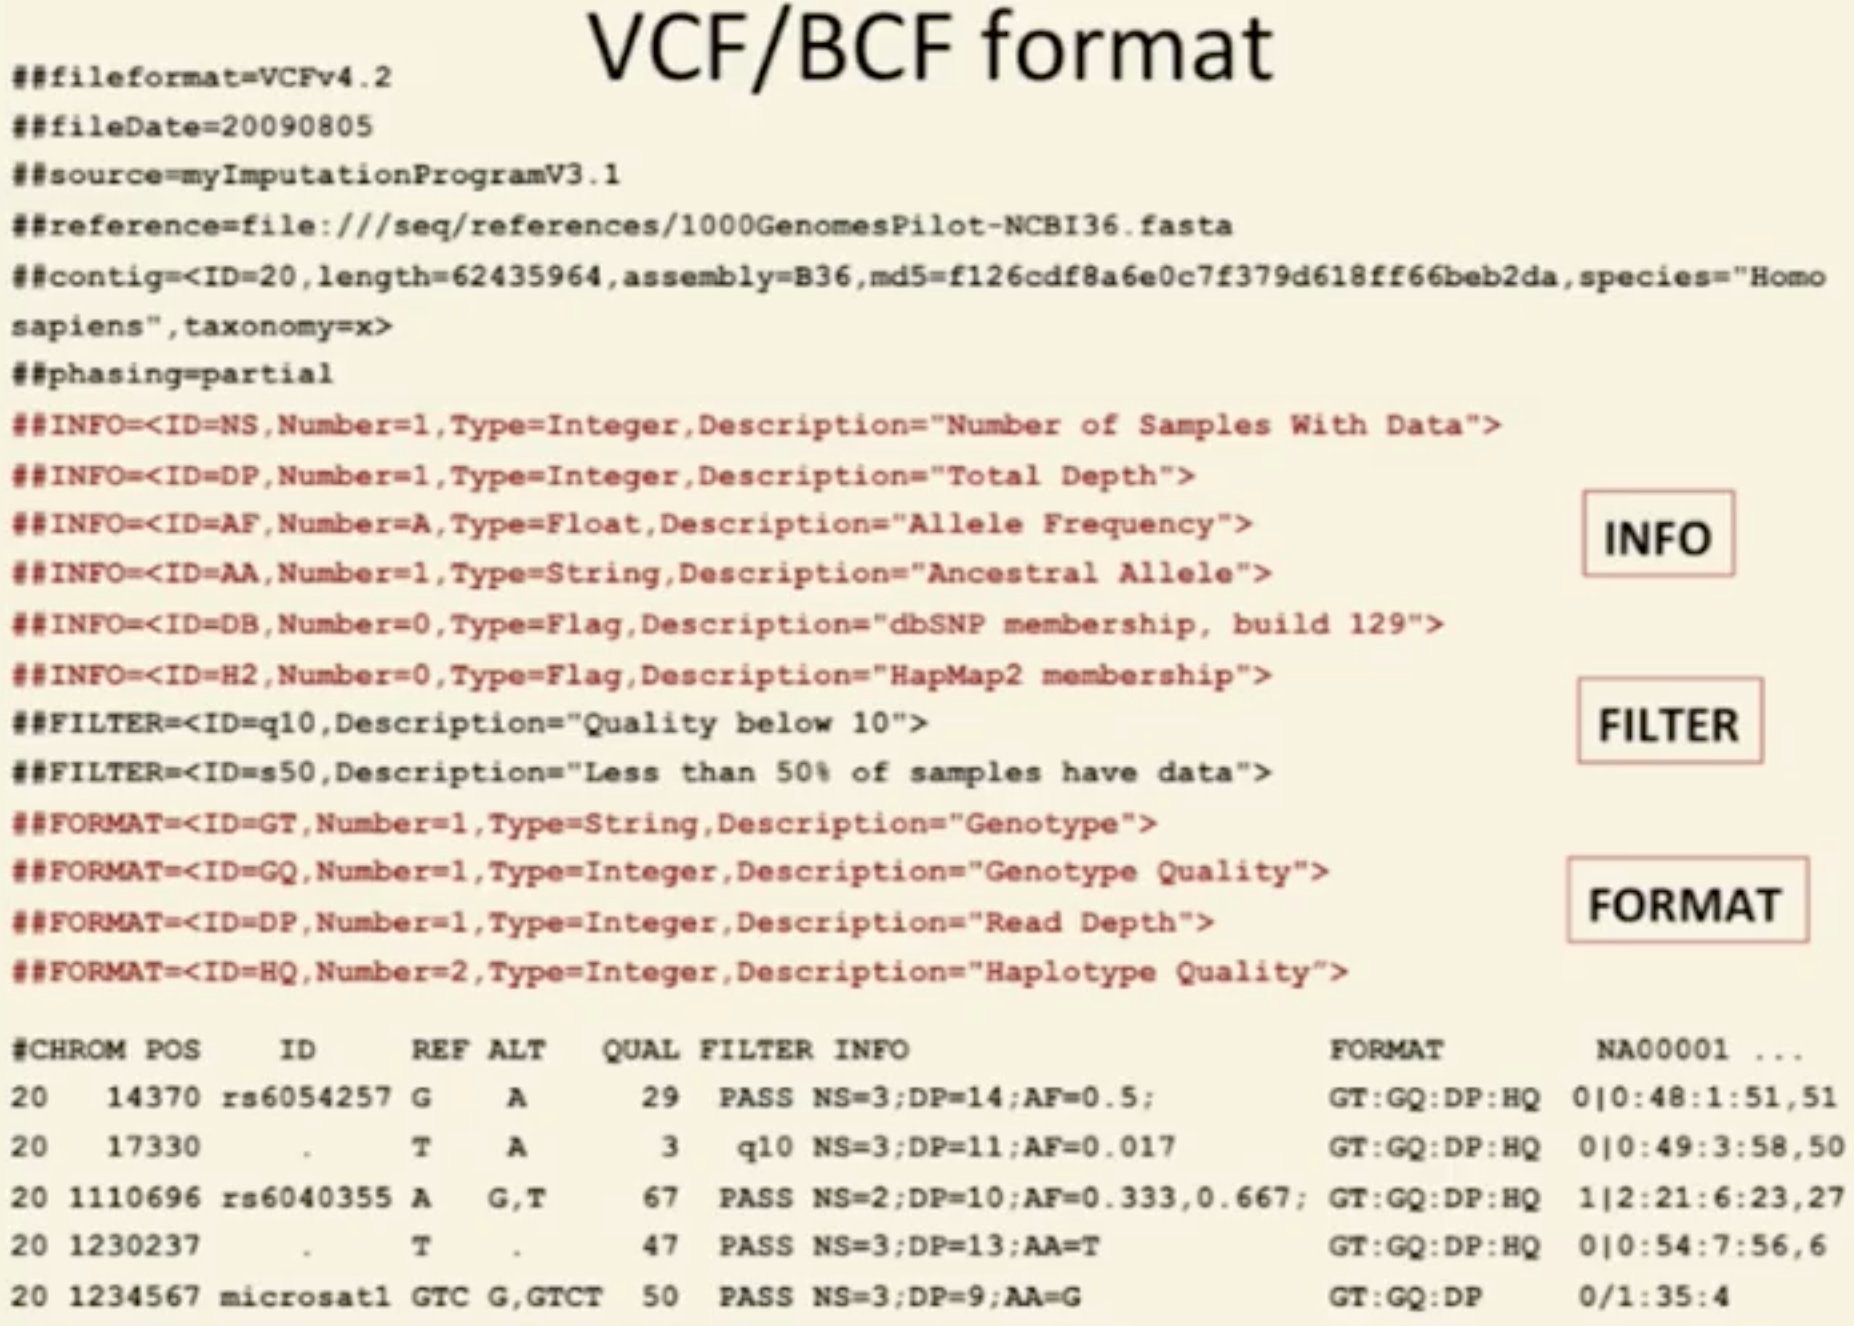 VCF/BCF format
##fileformat=VCFv4.2
##fileDate=20090805
##source=myImputationProgramV3.1
##reference=file:///seq/references/1000GenomesPilot-NCBI36.fasta
##contig=<ID=20,length=62435964,assembly=B36,md5=f126cdf8a6e0c7f379d618ff66beb2da,species="Homo
sapiens",taxonomy=x>
##phasing=partial
##INFO=<ID=NS,Number=1,Type=Integer,Description="Number of Samples With Data">
##INFO=<ID=DP,Number=1,Type=Integer,Description="Total Depth">
##INFO=<ID=AF,Number=A,Type=Float,Description="Allele Frequency">
##INFO=<ID=AA,Number=1,Type=String,Description="Ancestral Allele">
##INFO=<ID=DB,Number=0,Type=Flag,Description="dbSNP membership, build 129">
##INFO=<ID=H2,Number=0,Type=Flag,Description="HapMap2 membership">
INFO
##FILTER=<ID=q10,Description="Quality below 10">
##FILTER=<ID=s50,Description="Less than 50% of samples have data">
FILTER
##FORMAT=<ID=GT,Number=1,Type=String,Description="Genotype">
##FORMAT=<ID=GQ,Number=1,Type=Integer,Description="Genotype Quality">
##FORMAT=<ID=DP,Number=1,Type=Integer,Description="Read Depth">
##FORMAT=<ID=HQ,Number=2,Type=Integer,Description="Haplotype Quality”>
FORMAT
#CHROM POS ID REF ALT QUAL FILTER INFO FORMAT NA00001 ...
20 14370 rs6054257 G A 29 PASS NS=3;DP=14;AF=0.5; GT:GQ:DP:HQ 0|0:48:1:51,51
20 17330 . T A 3 q10 NS=3;DP=11;AF=0.017 GT:GQ:DP:HQ 0|0:49:3:58,50
20 1110696 rs6040355 A G,T 67 PASS NS=2;DP=10;AF=0.333,0.667; GT:GQ:DP:HQ 1|2:21:6:23,27
20 1230237 . T . 47 PASS NS=3;DP=13;AA=T GT:GQ:DP:HQ 0|0:54:7:56,6
20 1234567 microsat1 GTC G,GTCT 50 PASS NS=3;DP=9;AA=G GT:GQ:DP 0/1:35:4